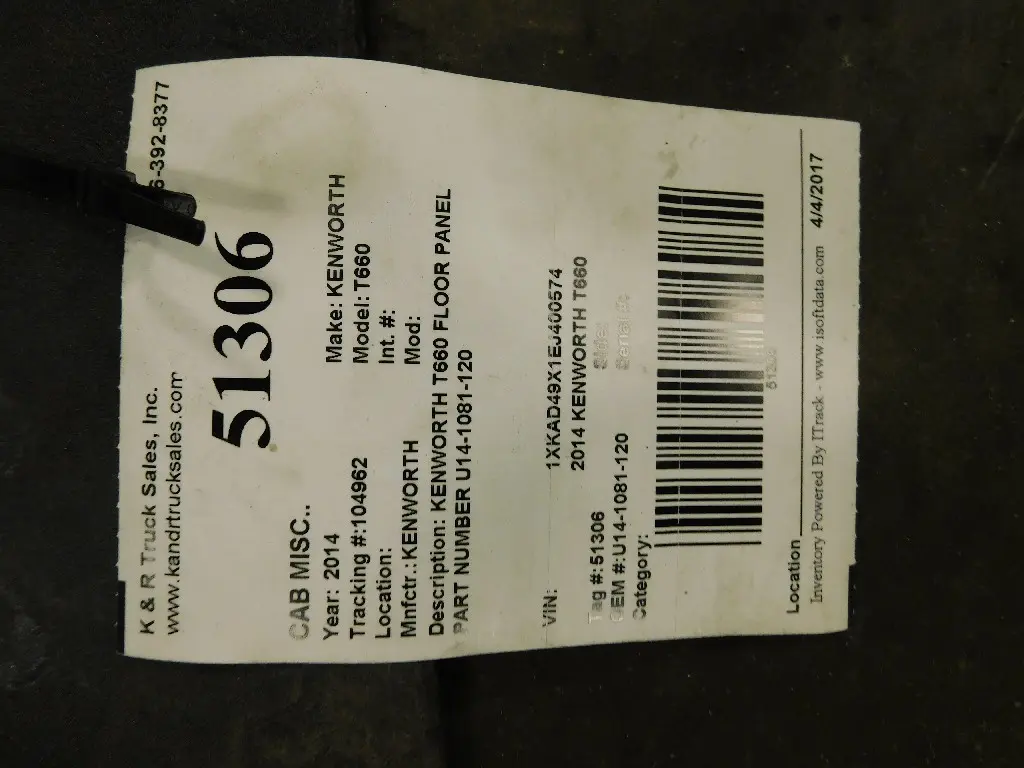 K & R Truck Sales, Inc. 6-392-8377
www.kandrtrucksales.com
51306
CAB MISC..
Year: 2014 Make: KENWORTH
Tracking #:104962 Model: T660
Location: Int. #:
Mnfctr.:KENWORTH Mod:
Description: KENWORTH T660 FLOOR PANEL
PART NUMBER U14-1081-120
VIN: 1XKAD49X1EJ400574
2014 KENWORTH T660
Tag #:51306 Side:
OEM #:U14-1081-120 Serial #:
Category:
51306
Location
Inventory Powered By ITrack - www.isoftdata.com 4/4/2017